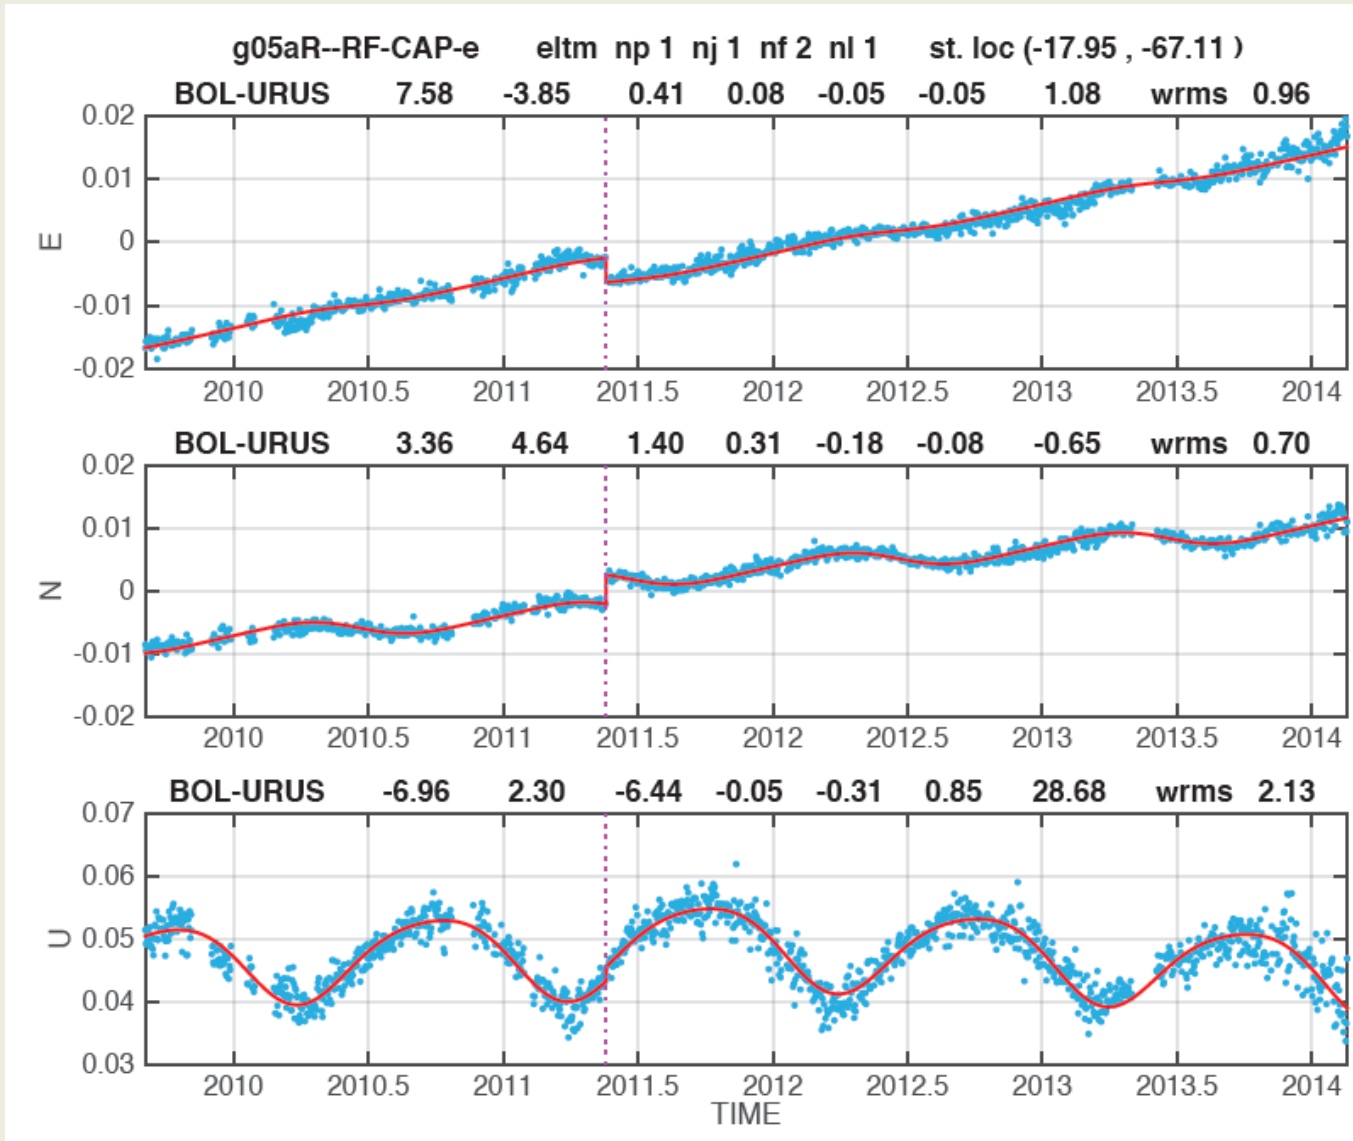 g05aR--RF-CAP-e eltm np 1 nj 1 nf 2 nl 1 st. loc (-17.95 , -67.11 )
BOL-URUS 7.58 -3.85 0.41 0.08 -0.05 -0.05 1.08 wrms 0.96
0.02
0.01
0
-0.01
-0.02
E
2010 2010.5 2011 2011.5 2012 2012.5 2013 2013.5 2014
BOL-URUS 3.36 4.64 1.40 0.31 -0.18 -0.08 -0.65 wrms 0.70
0.02
0.01
0
-0.01
-0.02
N
2010 2010.5 2011 2011.5 2012 2012.5 2013 2013.5 2014
BOL-URUS -6.96 2.30 -6.44 -0.05 -0.31 0.85 28.68 wrms 2.13
0.07
0.06
0.05
0.04
0.03
U
2010 2010.5 2011 2011.5 2012 2012.5 2013 2013.5 2014
TIME